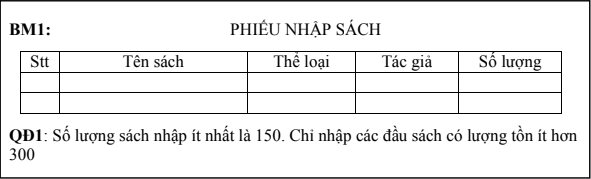 BM1: PHIẾU NHẬP SÁCH
Stt Tên sách Thể loại Tác giả Số lượng
QĐ1: Số lượng sách nhập ít nhất là 150. Chỉ nhập các đầu sách có lượng tồn ít hơn
300